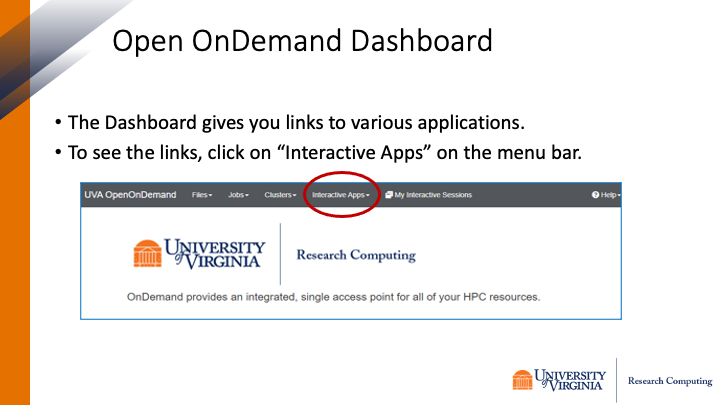 Open OnDemand Dashboard
• The Dashboard gives you links to various applications.
• To see the links, click on “Interactive Apps” on the menu bar.
UVA OpenOnDemand Files Jobs Clusters Interactive Apps My Interactive Sessions Help
UNIVERSITY
of VIRGINIA
Research Computing
OnDemand provides an integrated, single access point for all of your HPC resources.
UNIVERSITY
of VIRGINIA
Research Computing